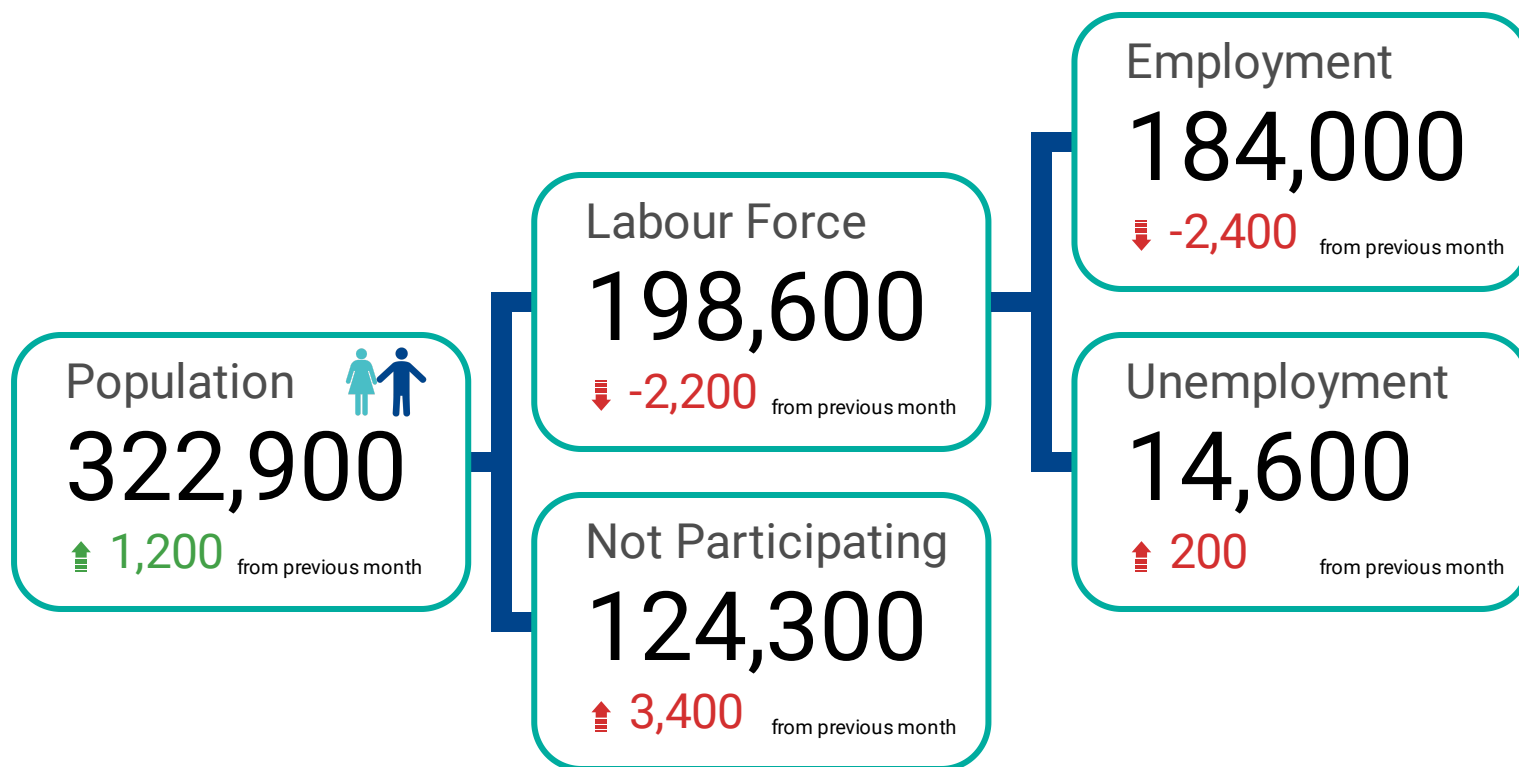 Population
322,900
1,200 from previous month
Labour Force
198,600
-2,200 from previous month
Not Participating
124,300
3,400 from previous month
Employment
184,000
-2,400 from previous month
Unemployment
14,600
200 from previous month